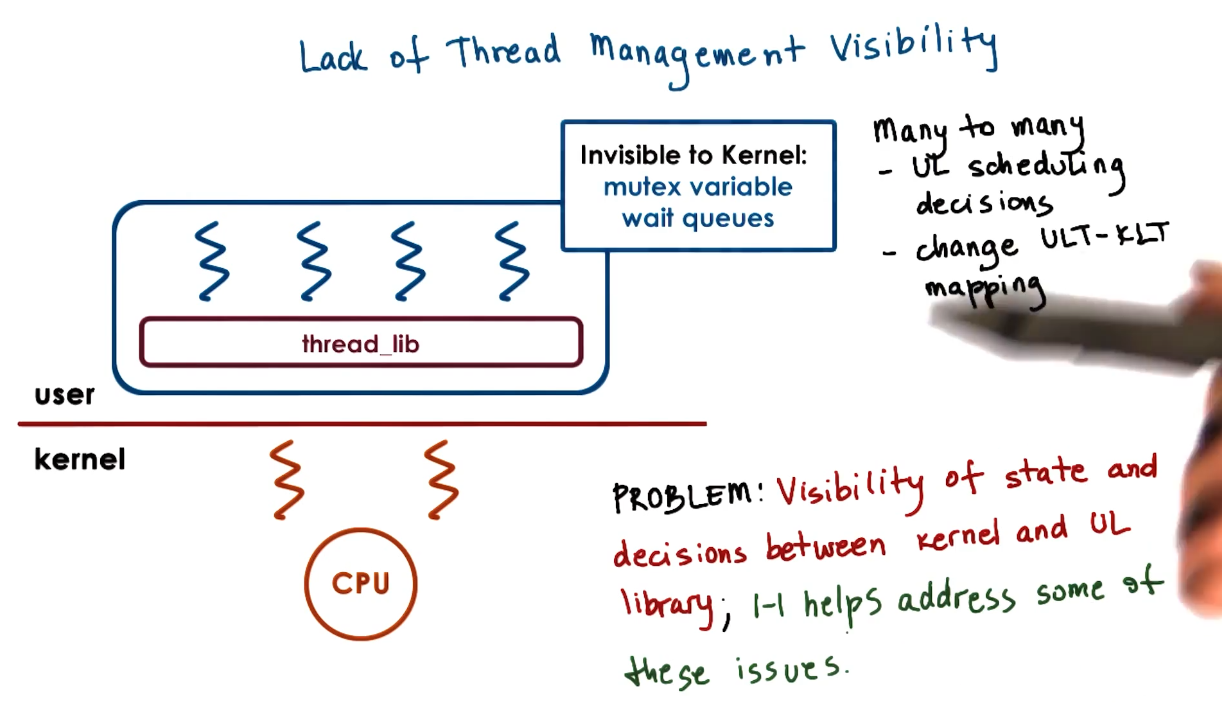 Lack of Thread Management Visibility
Invisible to Kernel:
mutex variable
wait queues
Many to many
- UL scheduling
decisions
- change ULT-KLT
mapping
thread_lib
user
kernel
CPU
PROBLEM: Visibility of state and
decisions between kernel and UL
library; 1-1 helps address some of
these issues.